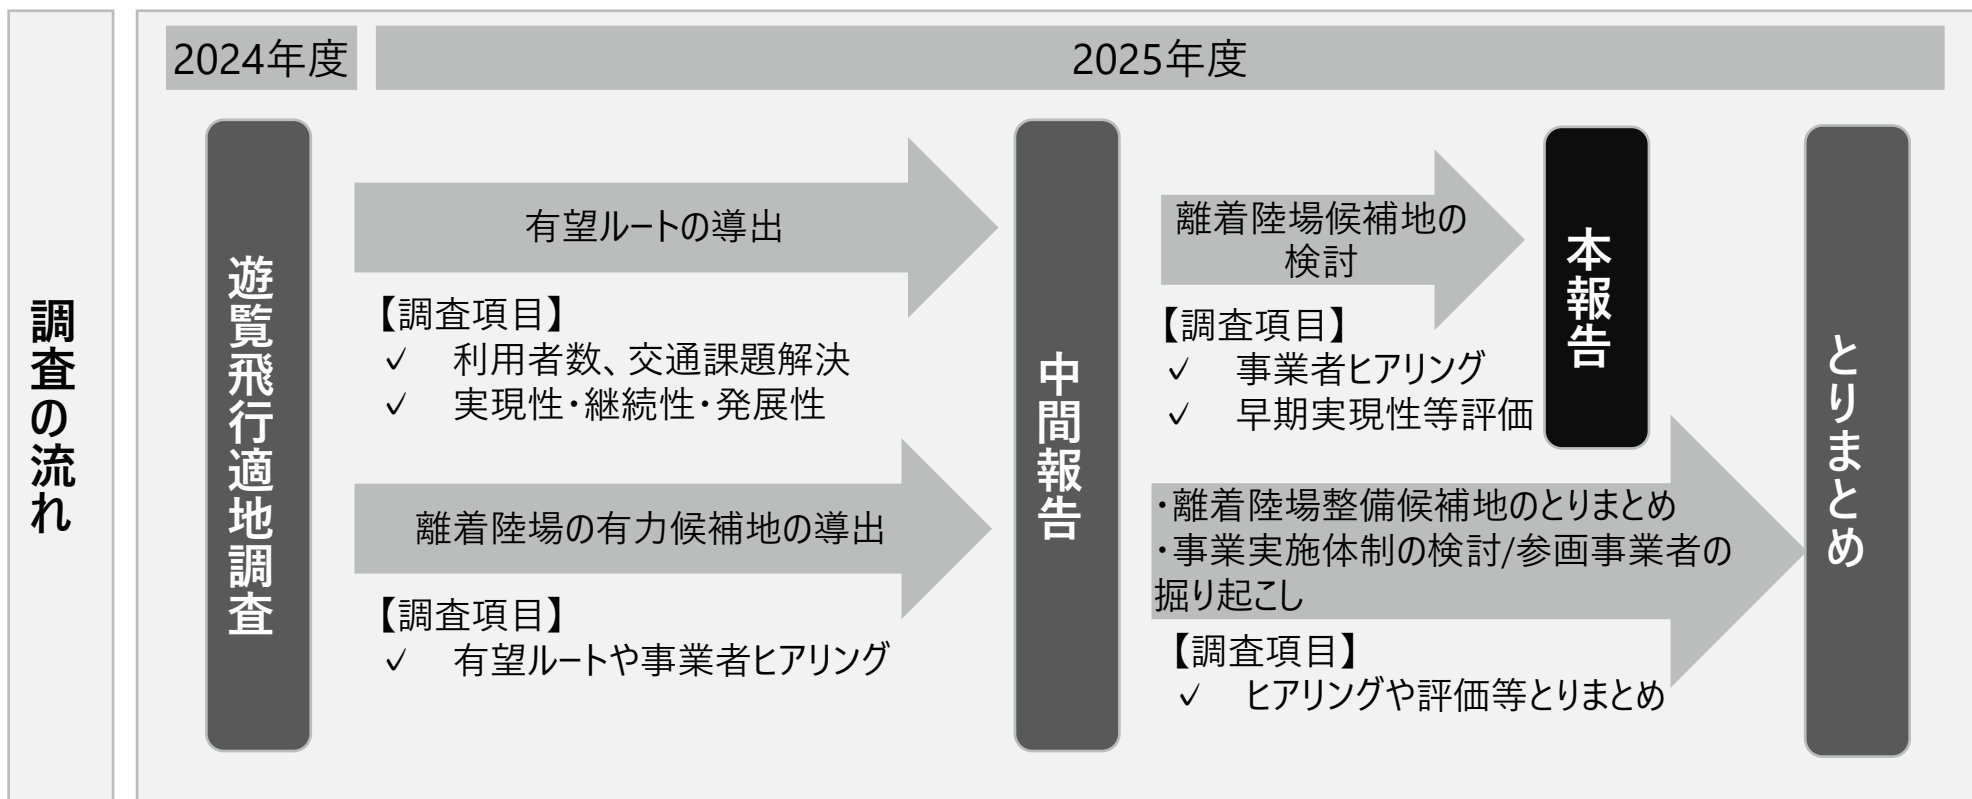 調査の流れ
2024年度
2025年度
遊覧飛行適地調査
有望ルートの導出
【調査項目】
✓ 利用者数、交通課題解決
✓ 実現性・継続性・発展性
離着陸場の有力候補地の導出
【調査項目】
✓ 有望ルートや事業者ヒアリング
中間報告
離着陸場候補地の
検討
【調査項目】
✓ 事業者ヒアリング
✓ 早期実現性等評価
本報告
・離着陸場整備候補地のとりまとめ
・事業実施体制の検討/参画事業者の
掘り起こし
【調査項目】
✓ ヒアリングや評価等とりまとめ
とりまとめ